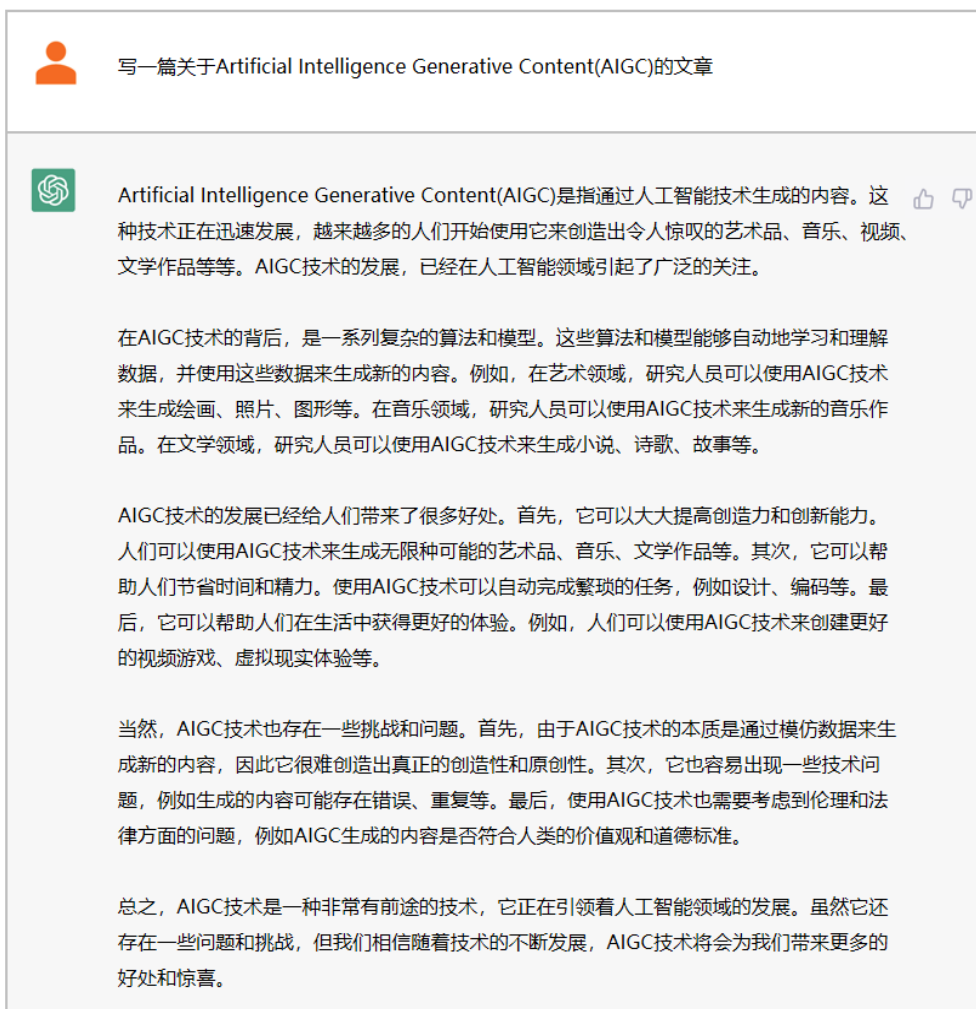 写一篇关于Artificial Intelligence Generative Content(AIGC)的文章
Artificial Intelligence Generative Content(AIGC)是指通过人工智能技术生成的内容。这
种技术正在迅速发展，越来越多的人们开始使用它来创造出令人惊叹的艺术品、音乐、视频、
文学作品等等。AIGC技术的发展，已经在人工智能领域引起了广泛的关注。
在AIGC技术的背后，是一系列复杂的算法和模型。这些算法和模型能够自动地学习和理解
数据，并使用这些数据来生成新的内容。例如，在艺术领域，研究人员可以使用AIGC技术
来生成绘画、照片、图形等。在音乐领域，研究人员可以使用AIGC技术来生成新的音乐作
品。在文学领域，研究人员可以使用AIGC技术来生成小说、诗歌、故事等。
AIGC技术的发展已经给人们带来了很多好处。首先，它可以大大提高创造力和创新能力。
人们可以使用AIGC技术来生成无限种可能的艺术品、音乐、文学作品等。其次，它可以帮
助人们节省时间和精力。使用AIGC技术可以自动完成繁琐的任务，例如设计、编码等。最
后，它可以帮助人们在生活中获得更好的体验。例如，人们可以使用AIGC技术来创建更好
的视频游戏、虚拟现实体验等。
当然，AIGC技术也存在一些挑战和问题。首先，由于AIGC技术的本质是通过模仿数据来生
成新的内容，因此它很难创造出真正的创造性和原创性。其次，它也容易出现一些技术问
题，例如生成的内容可能存在错误、重复等。最后，使用AIGC技术也需要考虑到伦理和法
律方面的问题，例如AIGC生成的内容是否符合人类的价值观和道德标准。
总之，AIGC技术是一种非常有前途的技术，它正在引领着人工智能领域的发展。虽然它还
存在一些问题和挑战，但我们相信随着技术的不断发展，AIGC技术将会为我们带来更多的
好处和惊喜。